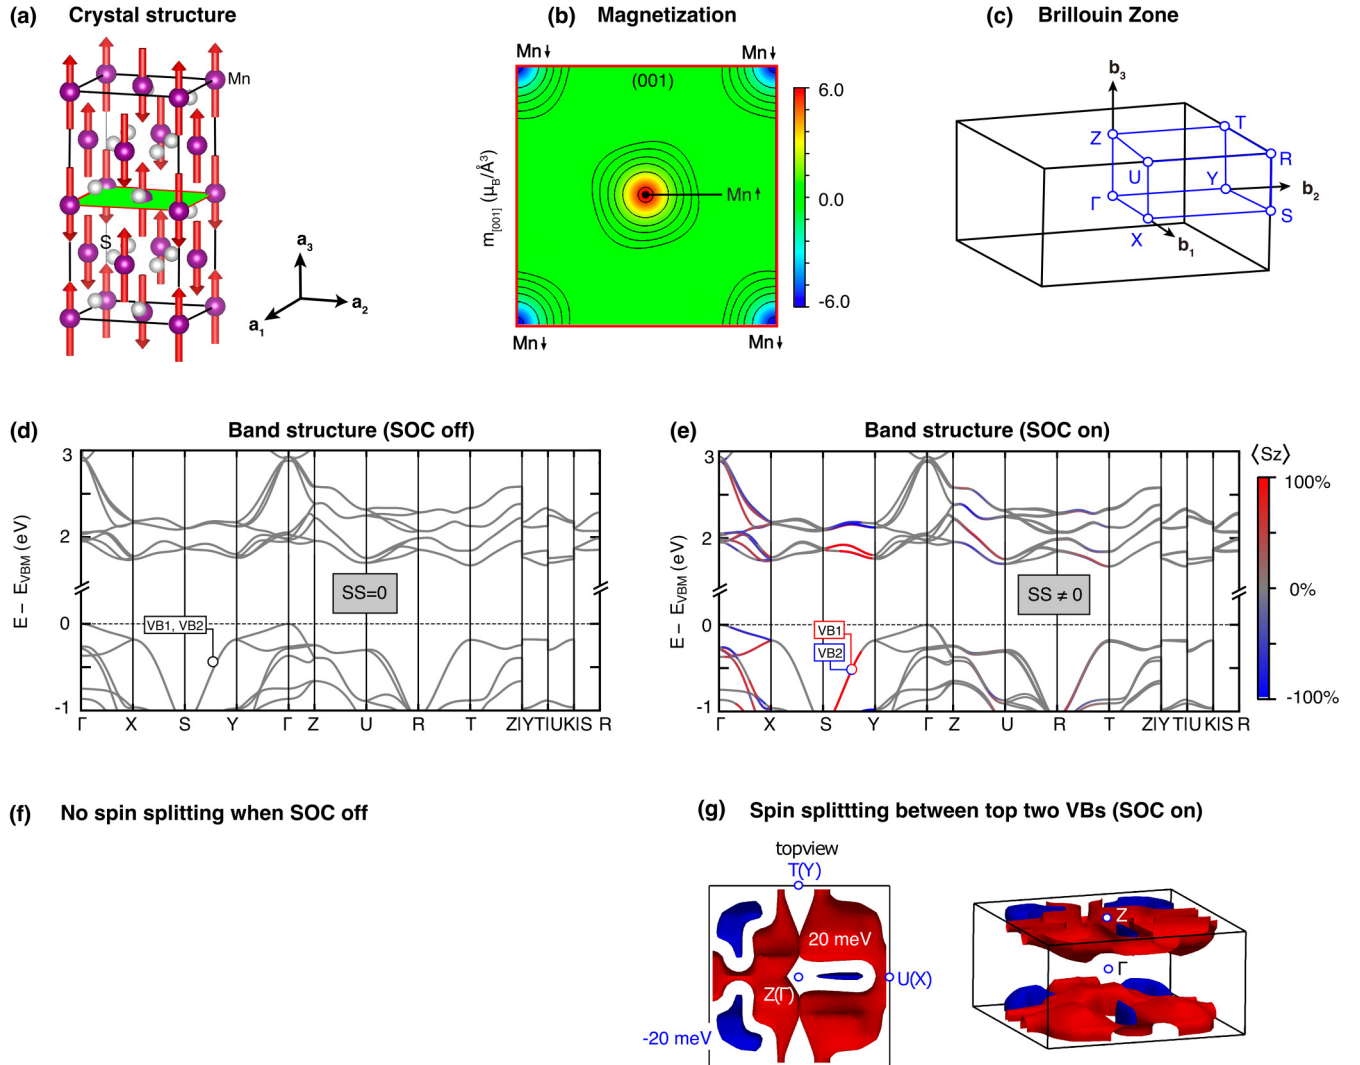 (a) Crystal structure
Mn
S
a3
a2
a1
(b) Magnetization
Mn↓ Mn↓
(001)
Mn↑
Mn↓ Mn↓
m[001] (μB/Å³)
6.0
0.0
-6.0
(c) Brillouin Zone
b3
Z T
R
U Y
b2
Γ
S
X
b1
(d) Band structure (SOC off)
E − EVBM (eV)
3
2
0
-1
SS=0
VB1, VB2
Γ X S Y Γ Z U R T Z|Y T|U K|S R
(e) Band structure (SOC on)
E − EVBM (eV)
3
2
0
-1
SS ≠ 0
VB1
VB2
Γ X S Y Γ Z U R T Z|Y T|U K|S R
⟨Sz⟩
100%
0%
-100%
(f) No spin splitting when SOC off
(g) Spin splittting between top two VBs (SOC on)
topview
T(Y)
20 meV
Z(Γ)
U(X)
-20 meV
Z
Γ